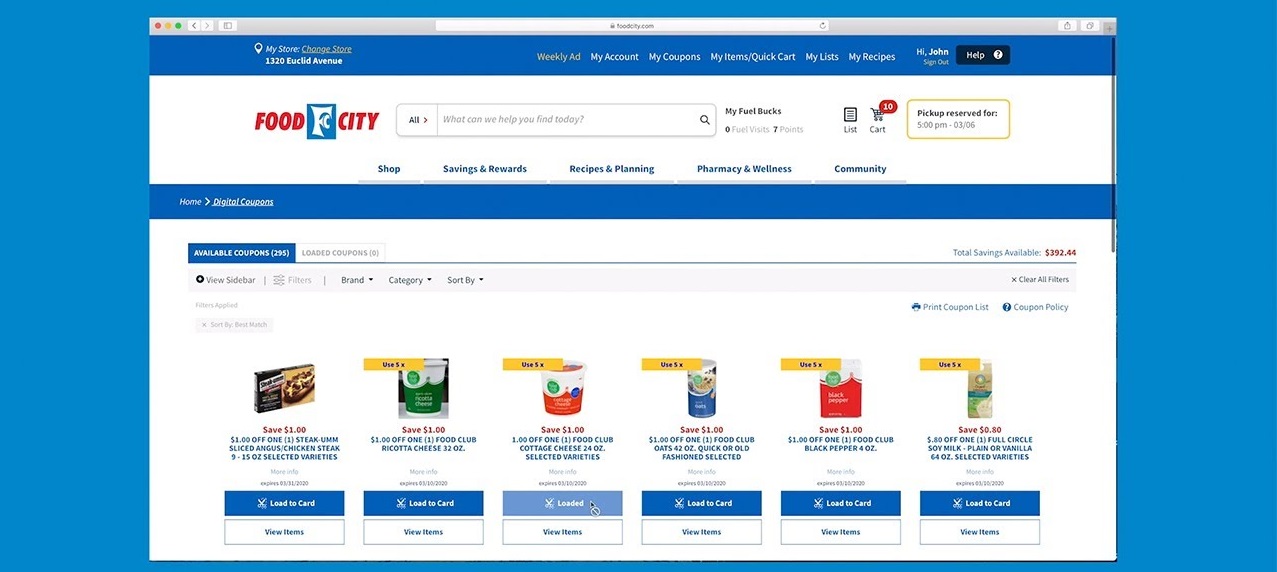 foodcity.com
My Store: Change Store
1320 Euclid Avenue
Weekly Ad My Account My Coupons My Items/Quick Cart My Lists My Recipes
Hi, John
Sign Out
Help ?
FOOD CITY
All What can we help you find today?
My Fuel Bucks
0 Fuel Visits 7 Points
List
10
Cart
Pickup reserved for:
5:00 pm - 03/06
Shop Savings & Rewards Recipes & Planning Pharmacy & Wellness Community
Home > Digital Coupons
AVAILABLE COUPONS (295) LOADED COUPONS (0)
Total Savings Available: $392.44
View Sidebar | Filters | Brand Category Sort By
× Clear All Filters
Filters Applied
Print Coupon List ? Coupon Policy
× Sort By: Best Match
Steak-umm
Save $1.00
$1.00 OFF ONE (1) STEAK-UMM
SLICED ANGUS/CHICKEN STEAK
9 - 15 OZ SELECTED VARIETIES
More info
expires 03/31/2020
Load to Card
View Items
Use 5 x
ricotta
cheese
Save $1.00
$1.00 OFF ONE (1) FOOD CLUB
RICOTTA CHEESE 32 OZ.
More info
expires 03/10/2020
Load to Card
View Items
Use 5 x
cottage
cheese
Save $1.00
1.00 OFF ONE (1) FOOD CLUB
COTTAGE CHEESE 24 OZ.
SELECTED VARIETIES
More info
expires 03/10/2020
Loaded
View Items
Use 5 x
oats
Save $1.00
$1.00 OFF ONE (1) FOOD CLUB
OATS 42 OZ. QUICK OR OLD
FASHIONED SELECTED
More info
expires 03/10/2020
Load to Card
View Items
Use 5 x
black
pepper
Save $1.00
$1.00 OFF ONE (1) FOOD CLUB
BLACK PEPPER 4 OZ.
More info
expires 03/10/2020
Load to Card
View Items
Use 5 x
Save $0.80
$.80 OFF ONE (1) FULL CIRCLE
SOY MILK - PLAIN OR VANILLA
64 OZ. SELECTED VARIETIES
More info
expires 03/10/2020
Load to Card
View Items